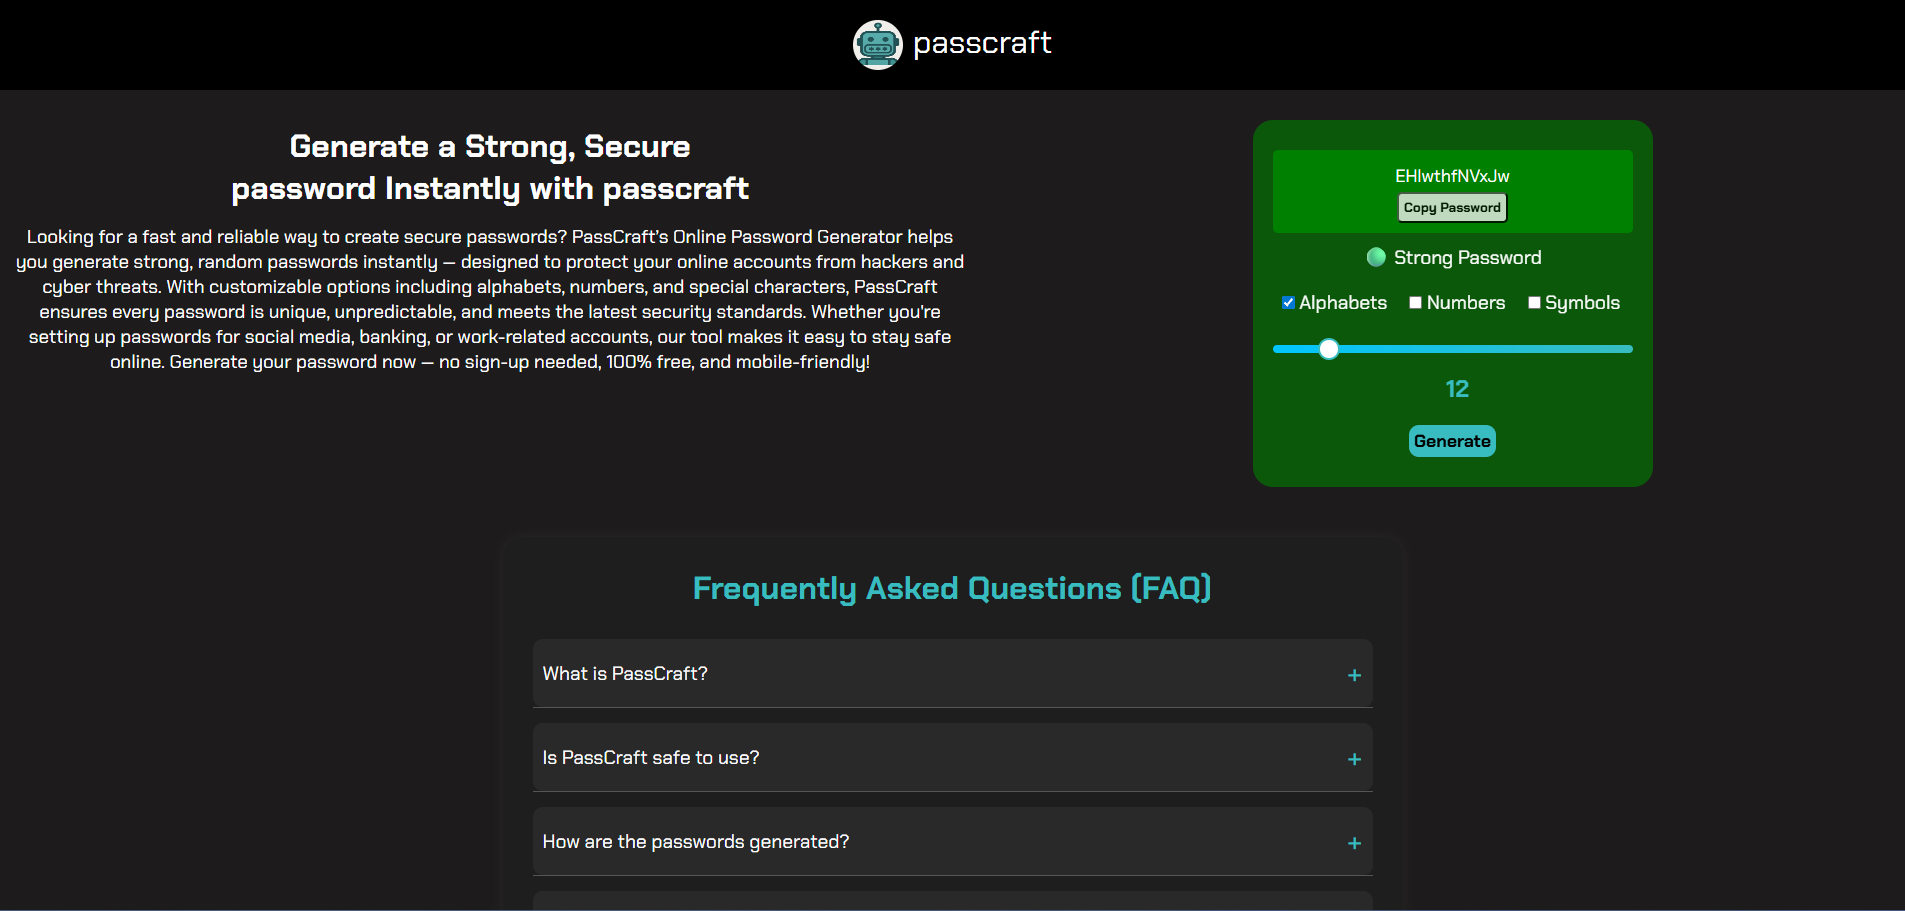 passcraft
Generate a Strong, Secure
password Instantly with passcraft
Looking for a fast and reliable way to create secure passwords? PassCraft's Online Password Generator helps
you generate strong, random passwords instantly — designed to protect your online accounts from hackers and
cyber threats. With customizable options including alphabets, numbers, and special characters, PassCraft
ensures every password is unique, unpredictable, and meets the latest security standards. Whether you're
setting up passwords for social media, banking, or work-related accounts, our tool makes it easy to stay safe
online. Generate your password now — no sign-up needed, 100% free, and mobile-friendly!
EHlwthfNVxJw
Copy Password
Strong Password
Alphabets Numbers Symbols
12
Generate
Frequently Asked Questions (FAQ)
What is PassCraft? +
Is PassCraft safe to use? +
How are the passwords generated? +